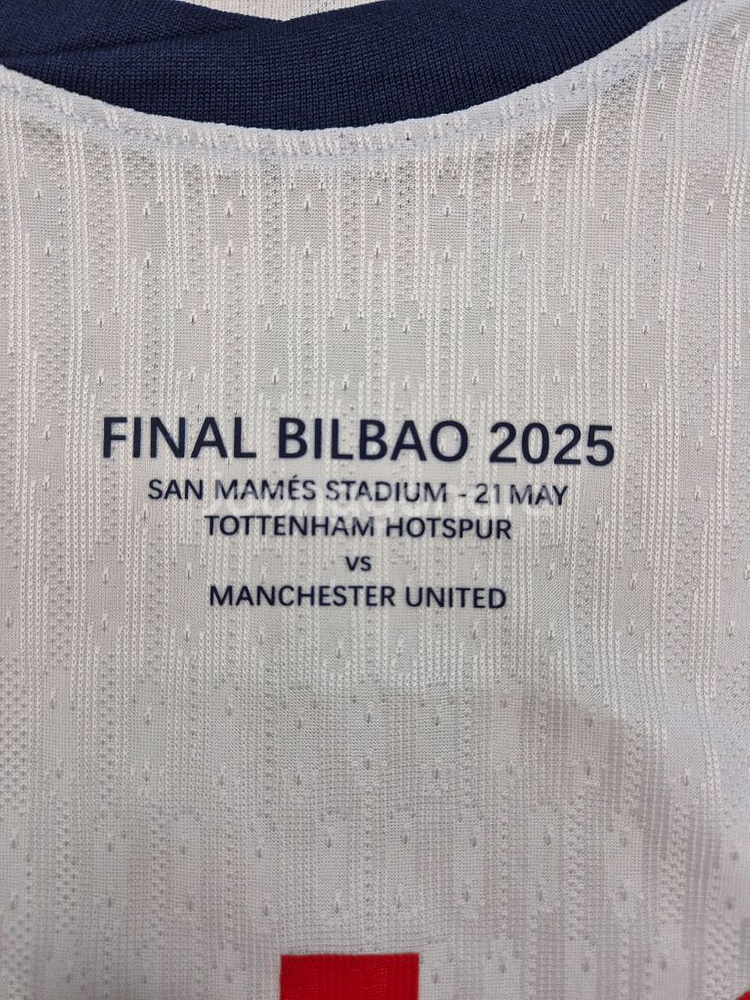 FINAL BILBAO 2025
SAN MAMÉS STADIUM - 21 MAY
TOTTENHAM HOTSPUR
vs
MANCHESTER UNITED